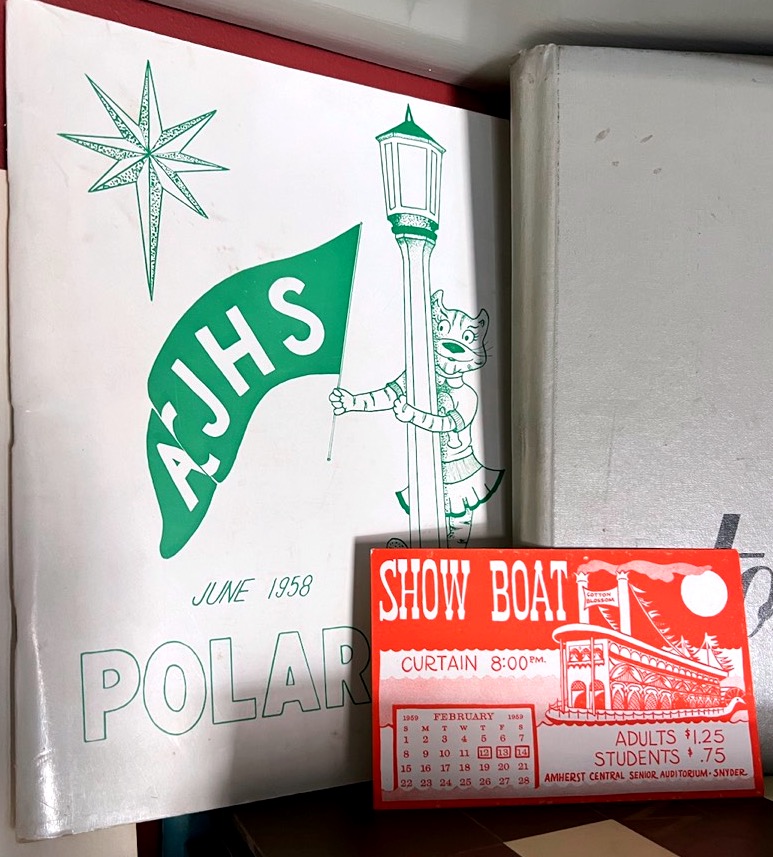 AJHS
JUNE 1958
POLAR
SHOW BOAT
COTTON
BLOSSOM
CURTAIN 8:00 PM.
1959 FEBRUARY 1959
S M T W T F S
1 2 3 4 5 6 7
8 9 10 11 12 13 14
15 16 17 18 19 20 21
22 23 24 25 26 27 28
ADULTS $1.25
STUDENTS $.75
AMHERST CENTRAL SENIOR AUDITORIUM · SNYDER